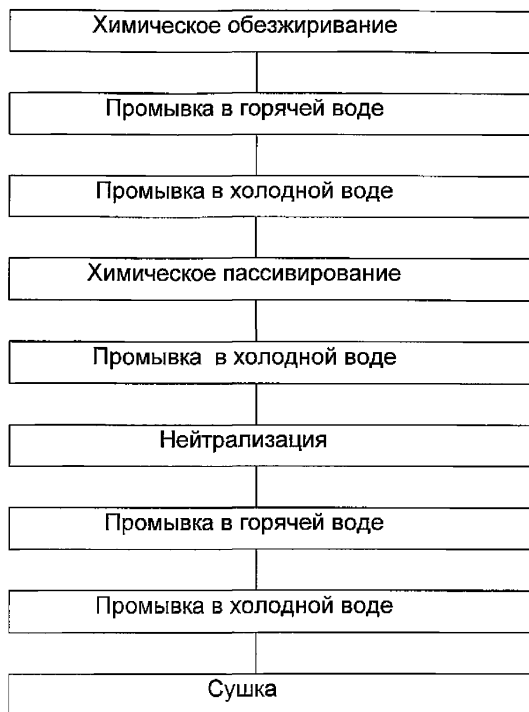 Химическое обезжиривание
Промывка в горячей воде
Промывка в холодной воде
Химическое пассивирование
Промывка в холодной воде
Нейтрализация
Промывка в горячей воде
Промывка в холодной воде
Сушка